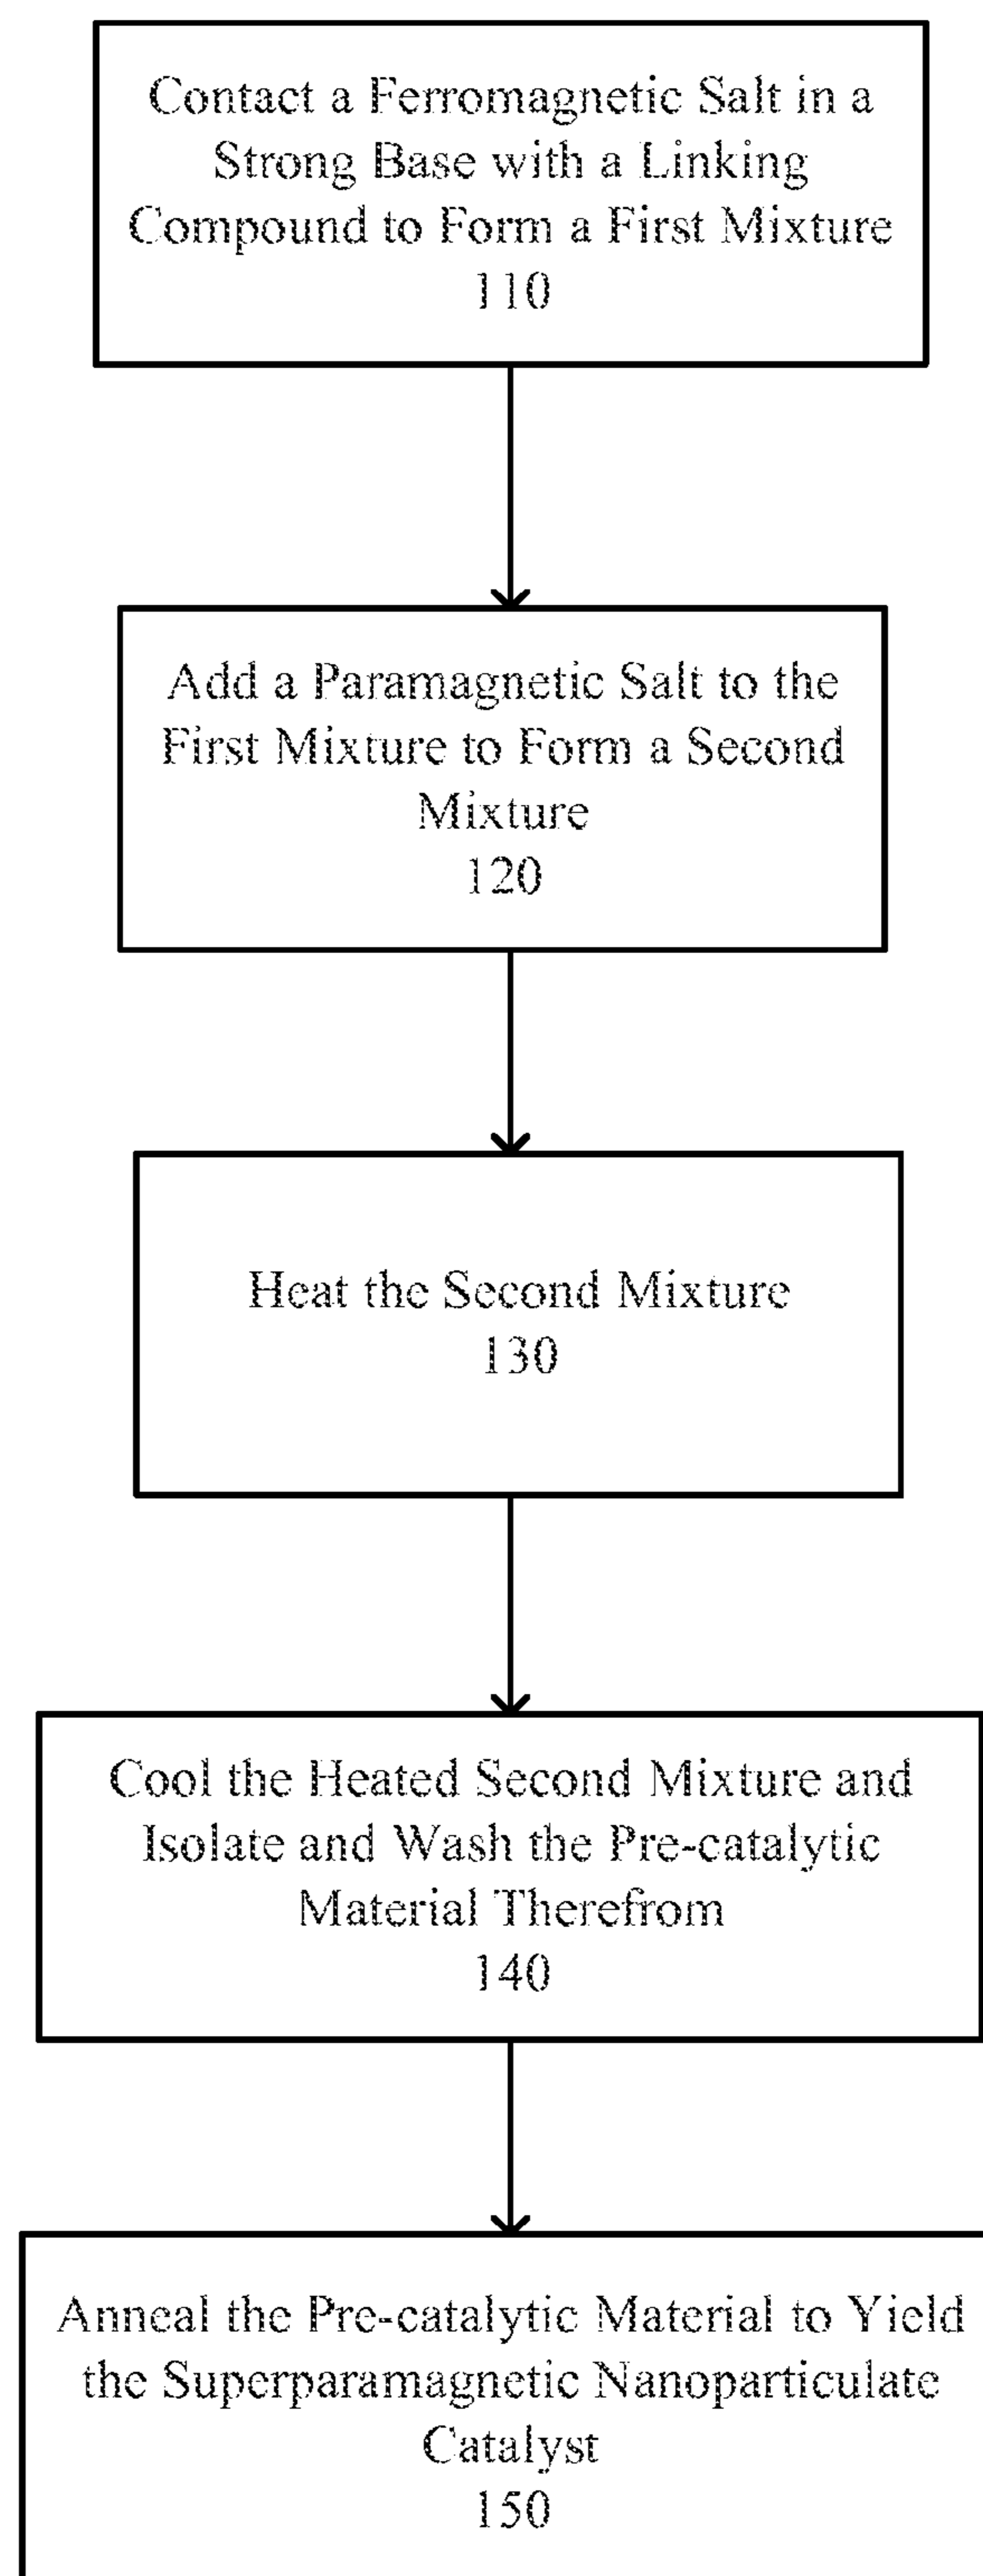 Contact a Ferromagnetic Salt in a
Strong Base with a Linking
Compound to Form a First Mixture
110
Add a Paramagnetic Salt to the
First Mixture to Form a Second
Mixture
120
Heat the Second Mixture
130
Cool the Heated Second Mixture and
Isolate and Wash the Pre-catalytic
Material Therefrom
140
Anneal the Pre-catalytic Material to Yield
the Superparamagnetic Nanoparticulate
Catalyst
150